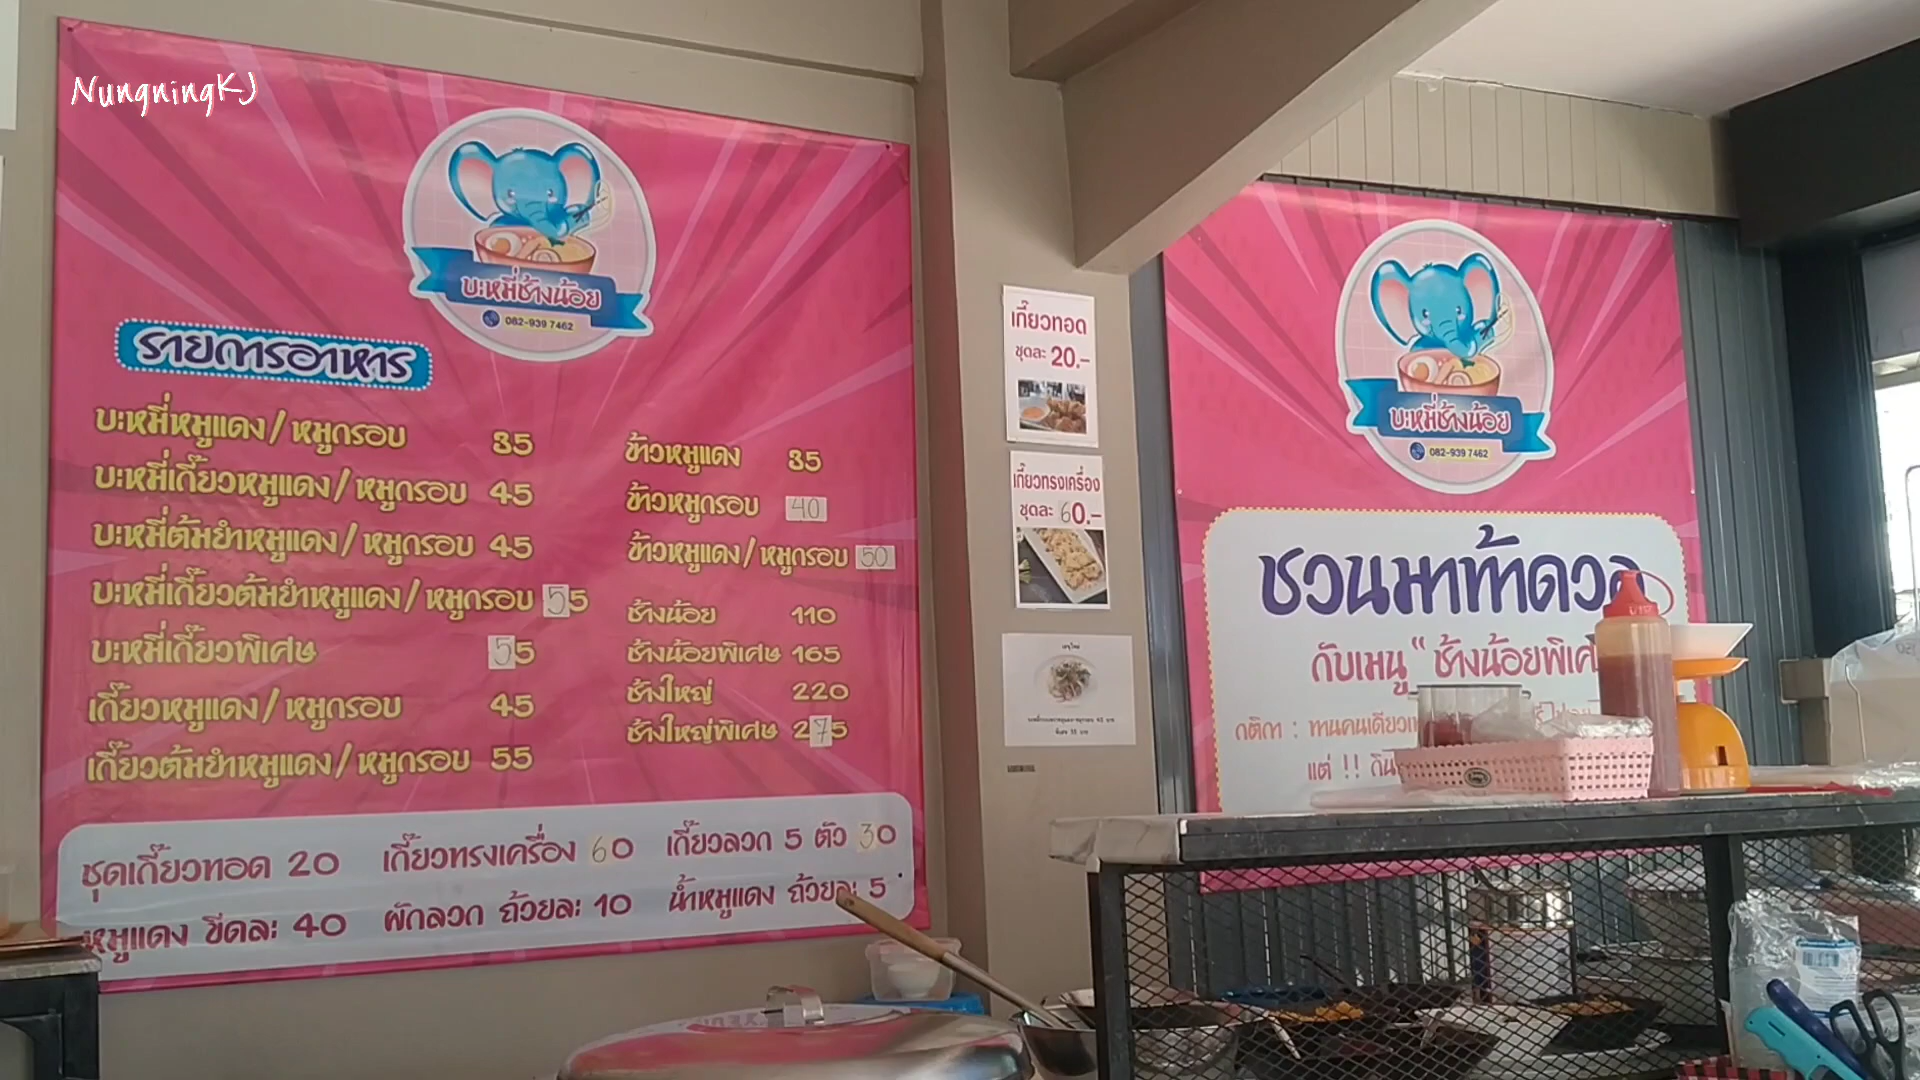 NungningKJ
บะหมี่ช้างน้อย
082-939 7462
รายการอาหาร
บะหมี่หมูแดง/หมูกรอบ 35
บะหมี่เกี๊ยวหมูแดง/หมูกรอบ 45
บะหมี่ต้มยำหมูแดง/หมูกรอบ 45
บะหมี่เกี๊ยวต้มยำหมูแดง/หมูกรอบ 55
บะหมี่เกี๊ยวพิเศษ 55
เกี๊ยวหมูแดง/หมูกรอบ 45
เกี๊ยวต้มยำหมูแดง/หมูกรอบ 55
ข้าวหมูแดง 35
ข้าวหมูกรอบ 40
ข้าวหมูแดง/หมูกรอบ 50
ช้างน้อย 110
ช้างน้อยพิเศษ 165
ช้างใหญ่ 220
ช้างใหญ่พิเศษ 275
ชุดเกี๊ยวทอด 20 เกี๊ยวทรงเครื่อง 60 เกี๊ยวลวก 5 ตัว 30
หมูแดง ขีดละ 40 ผักลวก ถ้วยละ 10 น้ำหมูแดง ถ้วยละ 5
เกี๊ยวทอด
ชุดละ 20.-
เกี๊ยวทรงเครื่อง
ชุดละ 60.-
เมนูใหม่
บะหมี่ช้างน้อย
082-939 7462
ชวนมาท้าดวล
กับเมนู "ช้างน้อยพิเศ
กติกา : ทานคนเดียว
แต่ !! กิน